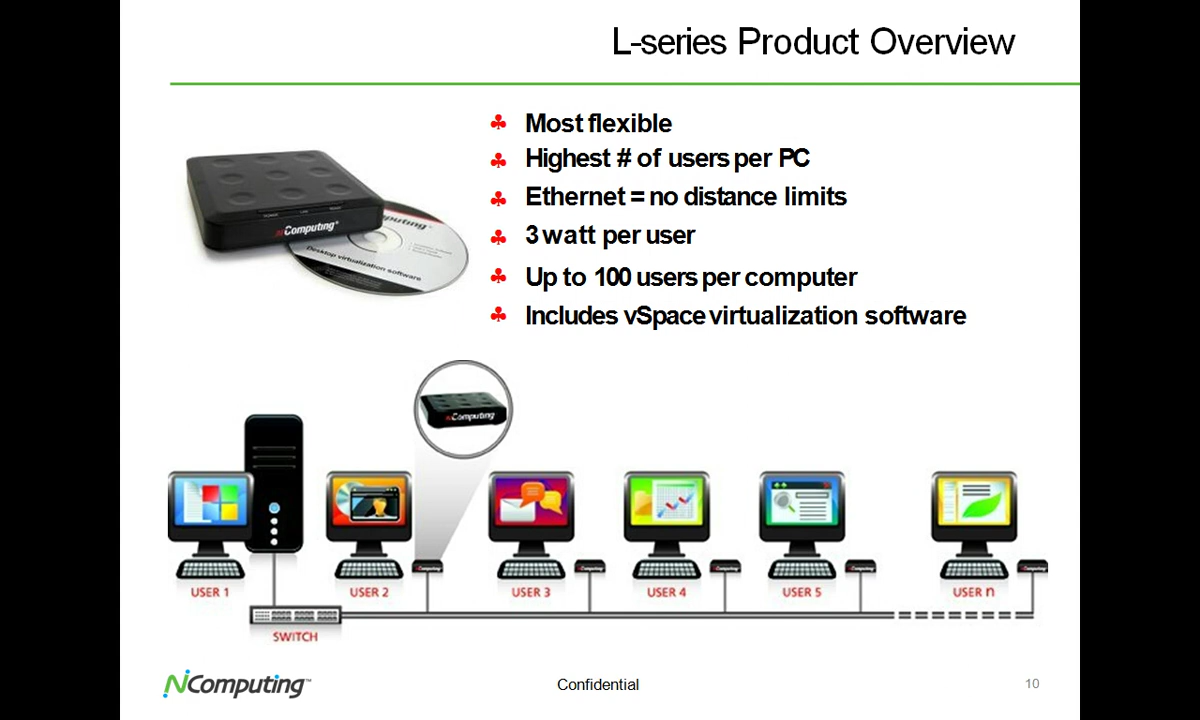 L-series Product Overview
Most flexible
Highest # of users per PC
Ethernet = no distance limits
3 watt per user
Up to 100 users per computer
Includes vSpace virtualization software
NComputing
Desktop virtualization software
NComputing
USER 1
USER 2
USER 3
USER 4
USER 5
USER n
SWITCH
NComputing™
Confidential
10